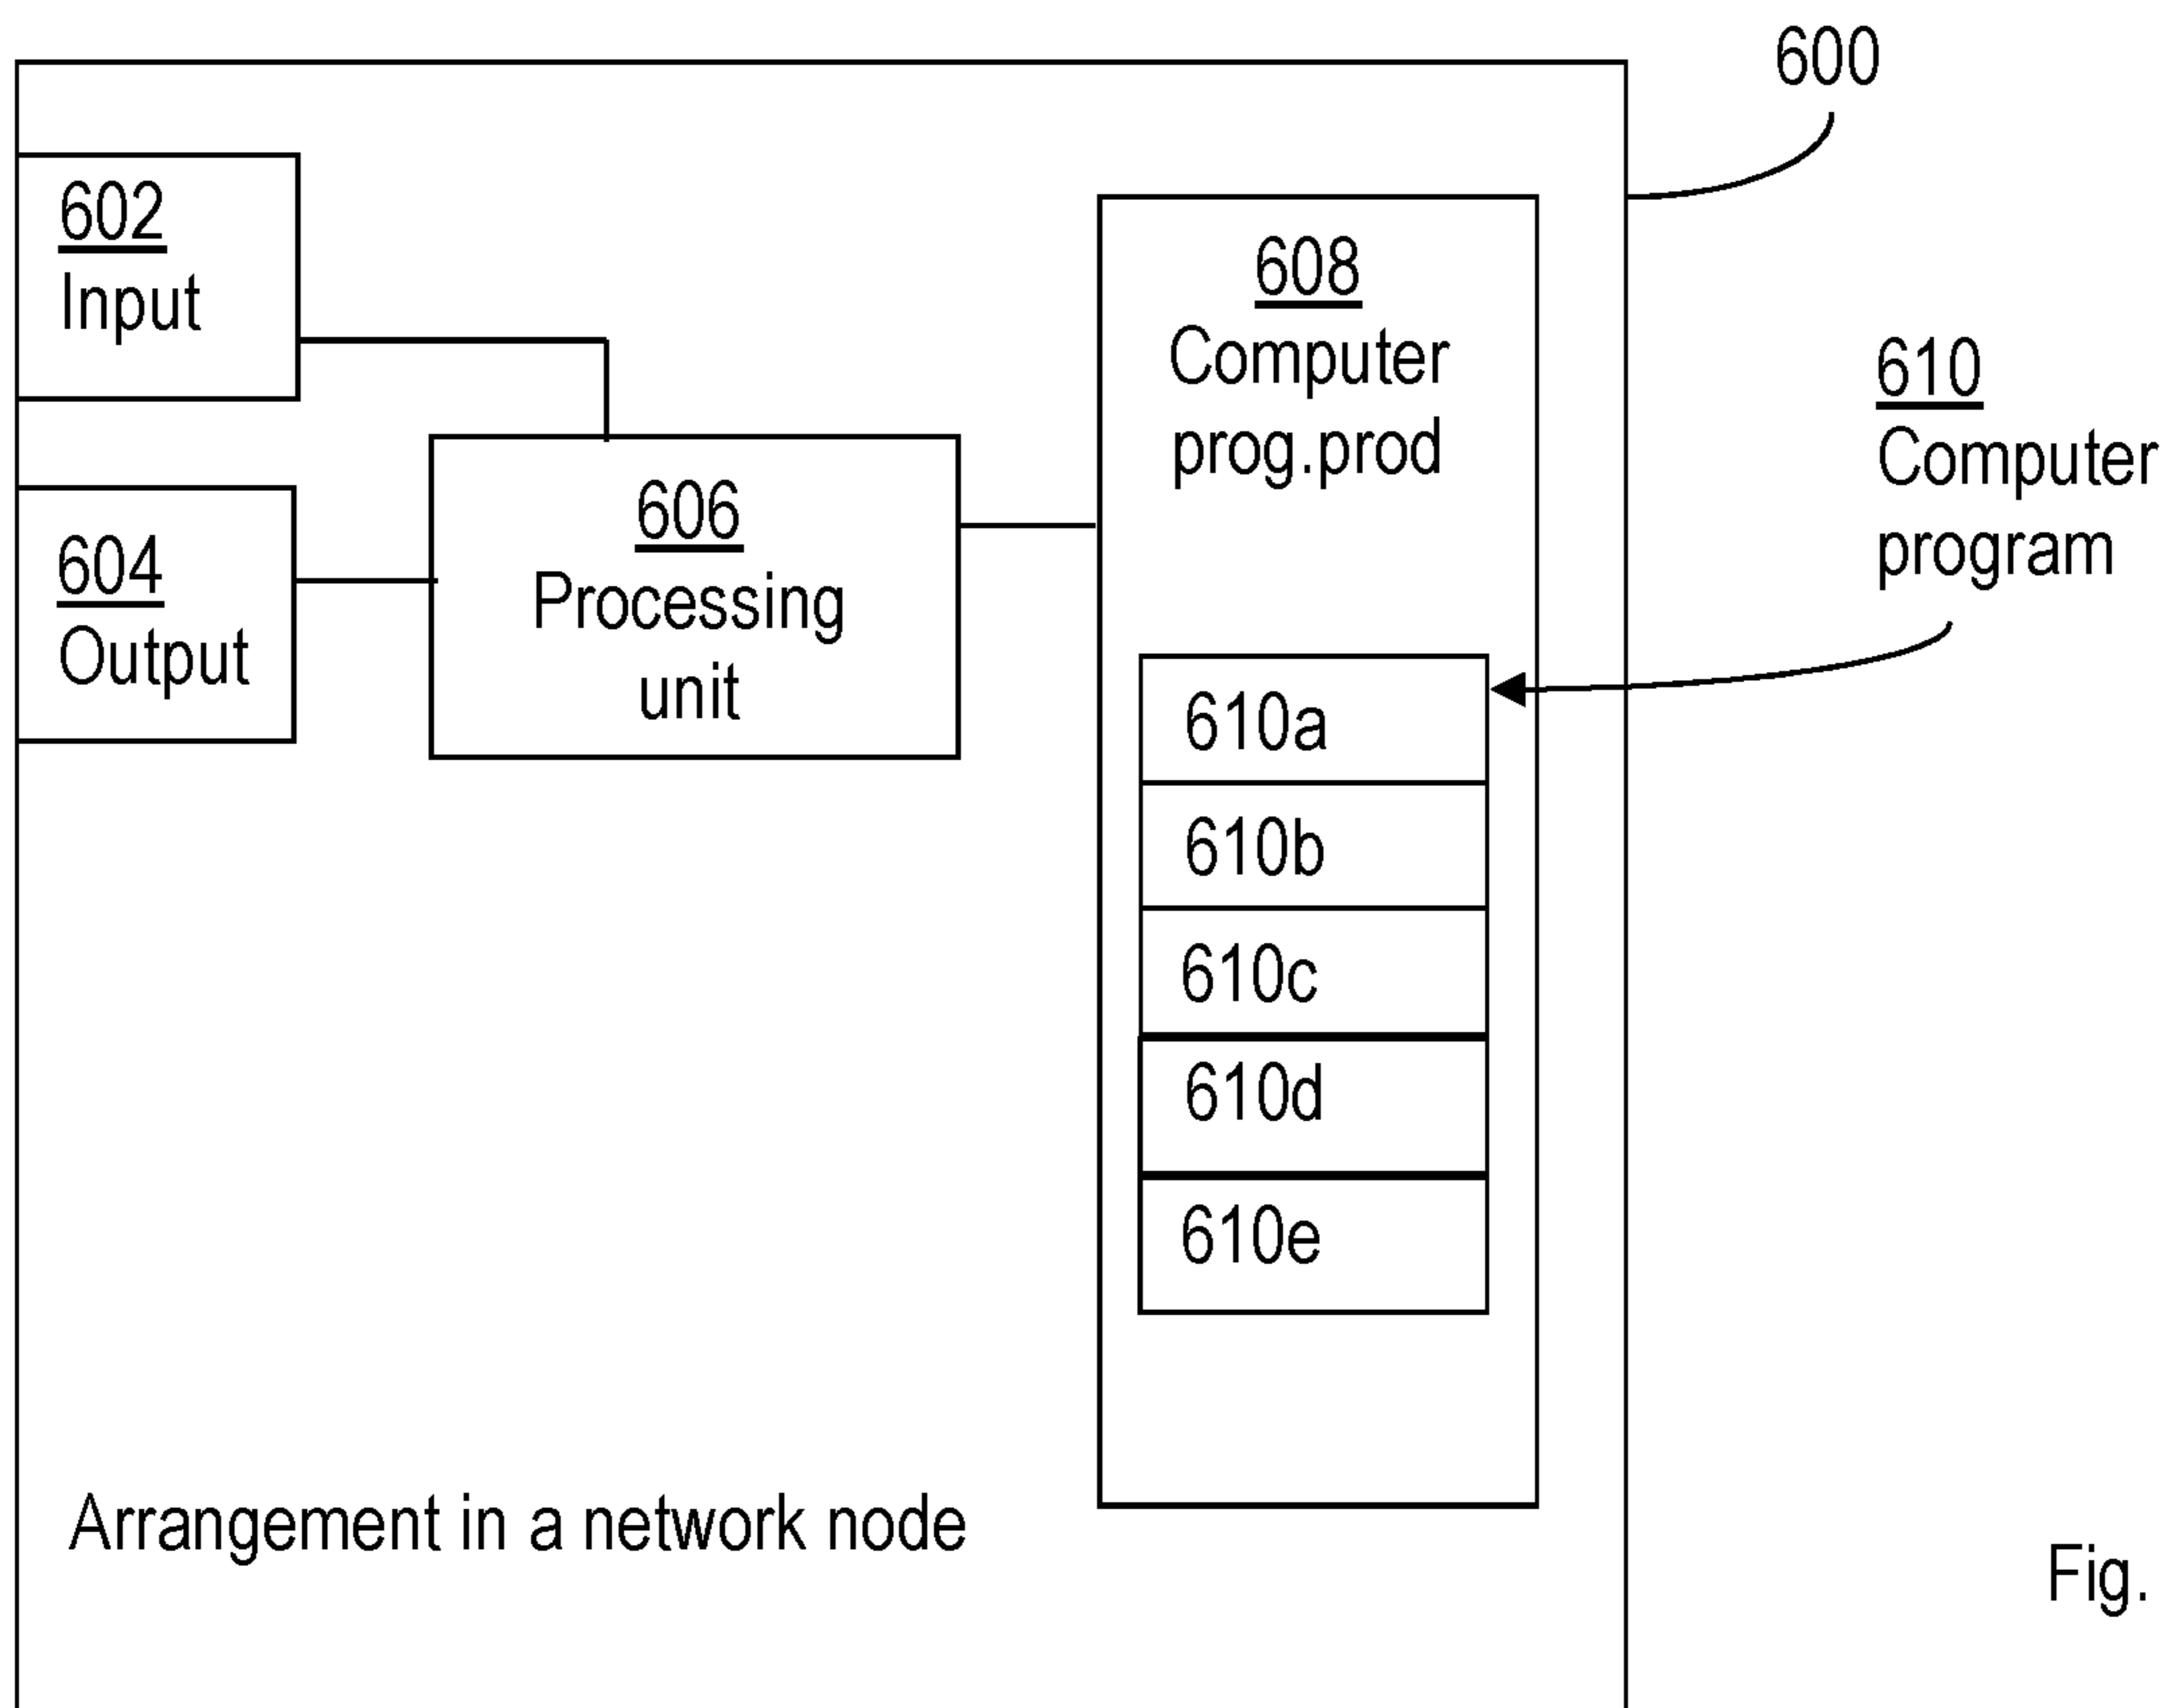 600
602
Input
604
Output
606
Processing
unit
608
Computer
prog.prod
610
Computer
program
610a
610b
610c
610d
610e
Arrangement in a network node
Fig.